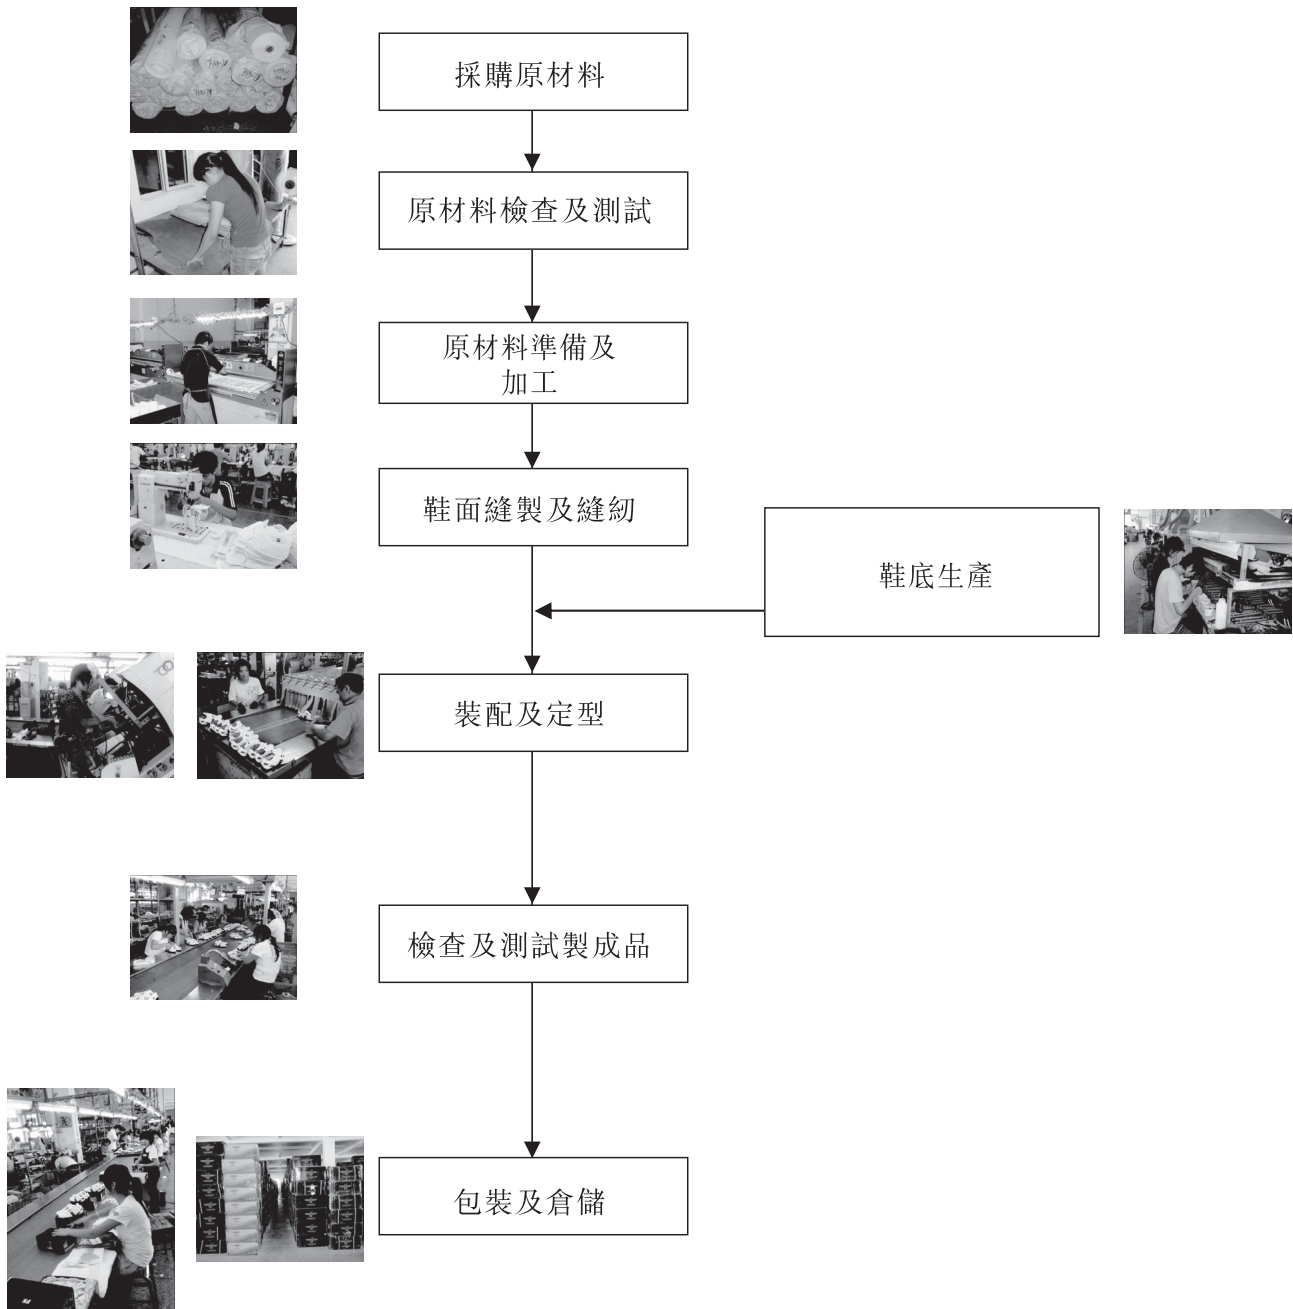 採購原材料
原材料檢查及測試
原材料準備及
加工
鞋面縫製及縫紉
鞋底生產
裝配及定型
檢查及測試製成品
包裝及倉儲